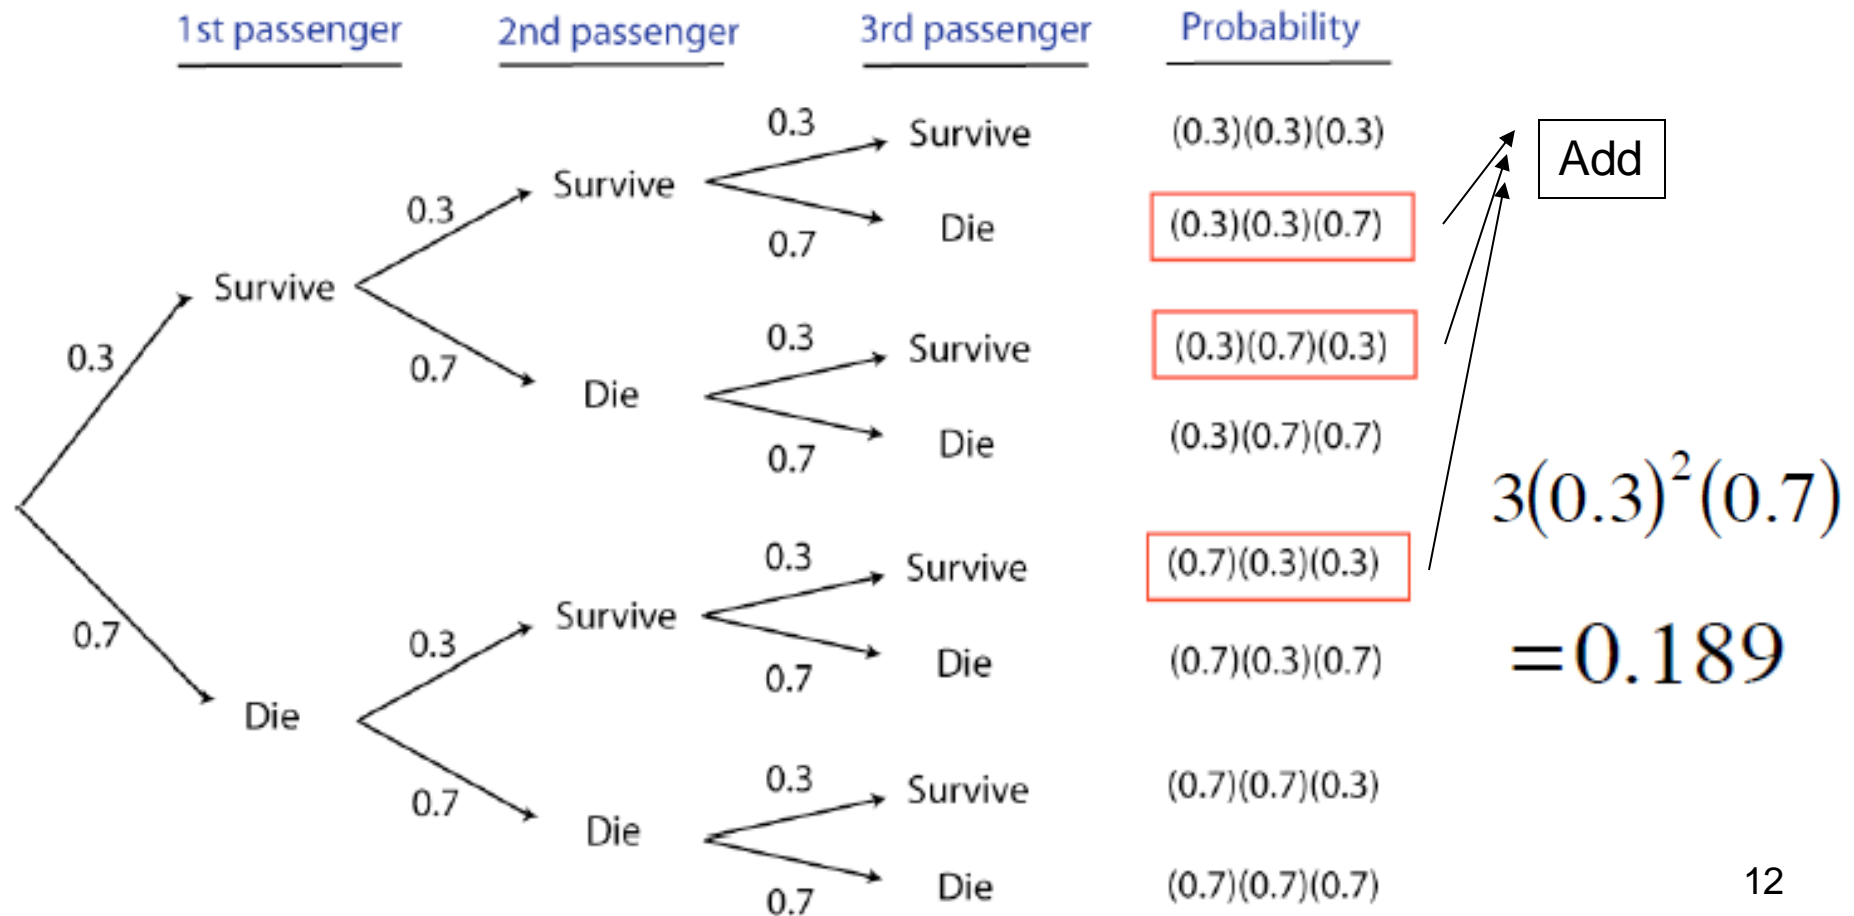 1st passenger 2nd passenger 3rd passenger Probability
0.3 Survive (0.3)(0.3)(0.3) Add
Survive
0.3
Die (0.3)(0.3)(0.7)
0.7
Survive
0.3 Survive (0.3)(0.7)(0.3)
0.3
0.7
Die
Die (0.3)(0.7)(0.7)
0.7
3(0.3)²(0.7)
0.3 Survive (0.7)(0.3)(0.3)
Survive
0.7 0.3
Die (0.7)(0.3)(0.7) =0.189
0.7
Die
0.3 Survive (0.7)(0.7)(0.3)
0.7
Die
Die (0.7)(0.7)(0.7) 12
0.7